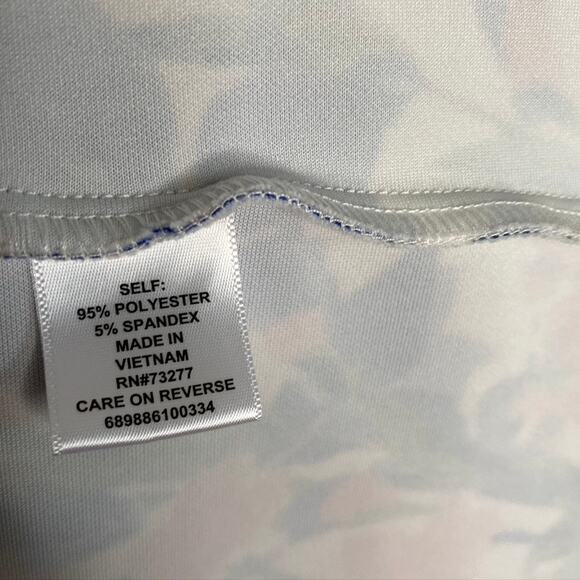 SELF:
95% POLYESTER
5% SPANDEX
MADE IN
VIETNAM
RN#73277
CARE ON REVERSE
689886100334